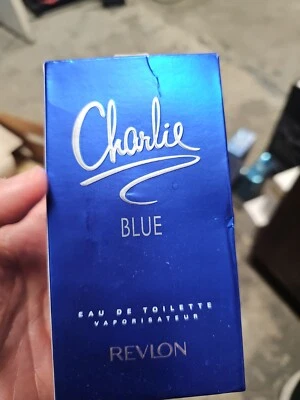 Charlie
BLUE
EAU DE TOILETTE
VAPORISATEUR
REVLON